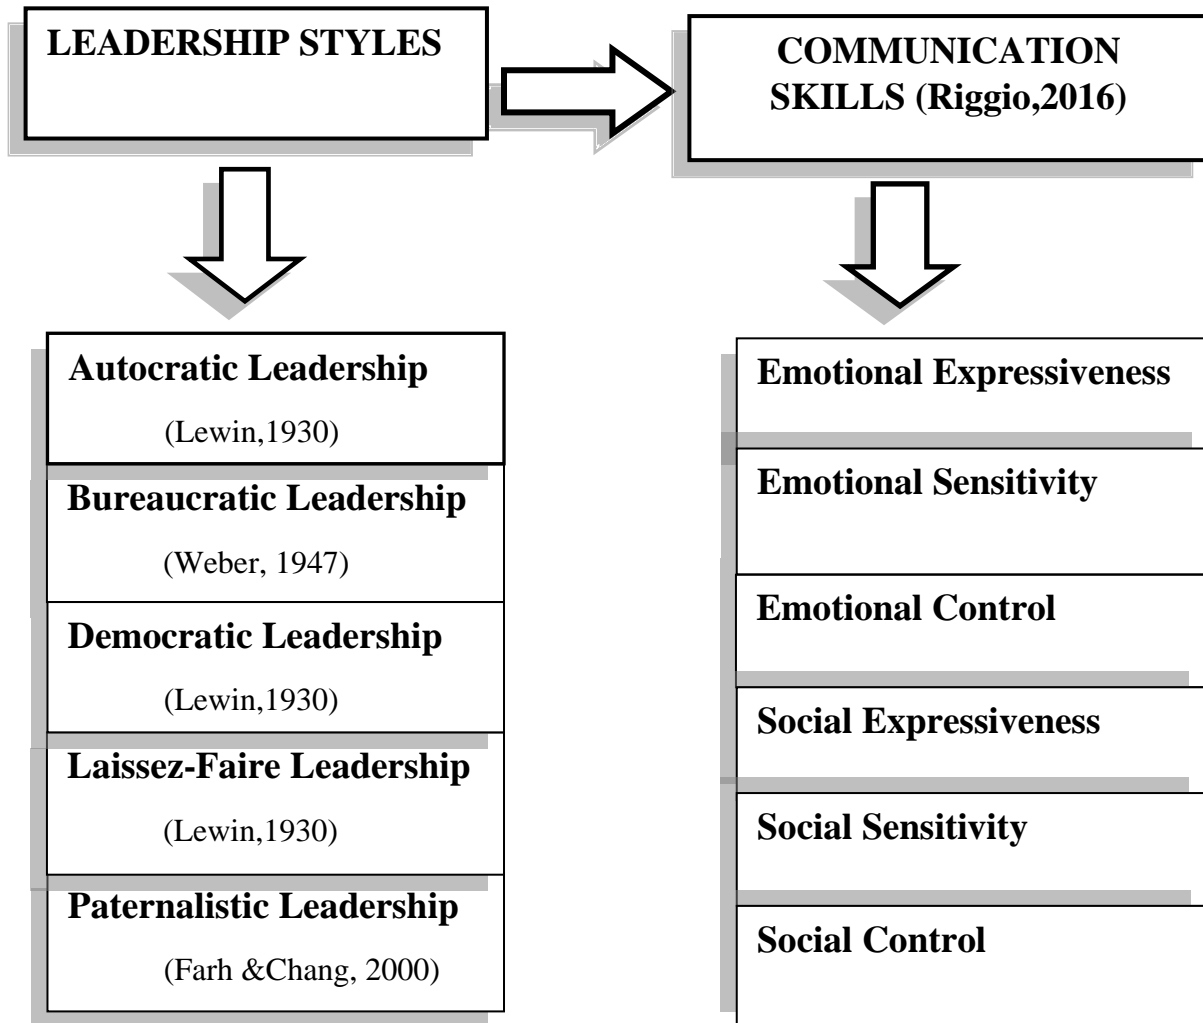 LEADERSHIP STYLES
COMMUNICATION
SKILLS (Riggio,2016)
Autocratic Leadership
(Lewin,1930)
Bureaucratic Leadership
(Weber, 1947)
Democratic Leadership
(Lewin,1930)
Laissez-Faire Leadership
(Lewin,1930)
Paternalistic Leadership
(Farh &Chang, 2000)
Emotional Expressiveness
Emotional Sensitivity
Emotional Control
Social Expressiveness
Social Sensitivity
Social Control